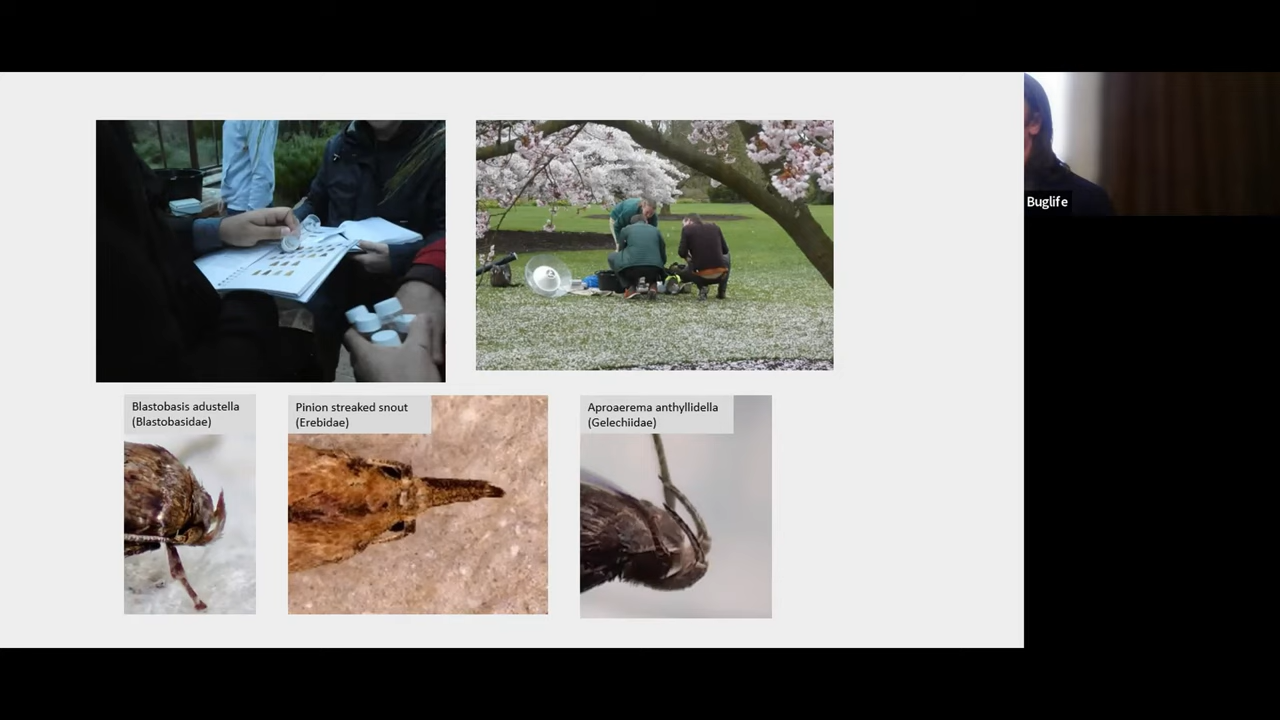 Buglife
Blastobasis adustella
(Blastobasidae)
Pinion streaked snout
(Erebidae)
Aproaerema anthyllidella
(Gelechiidae)